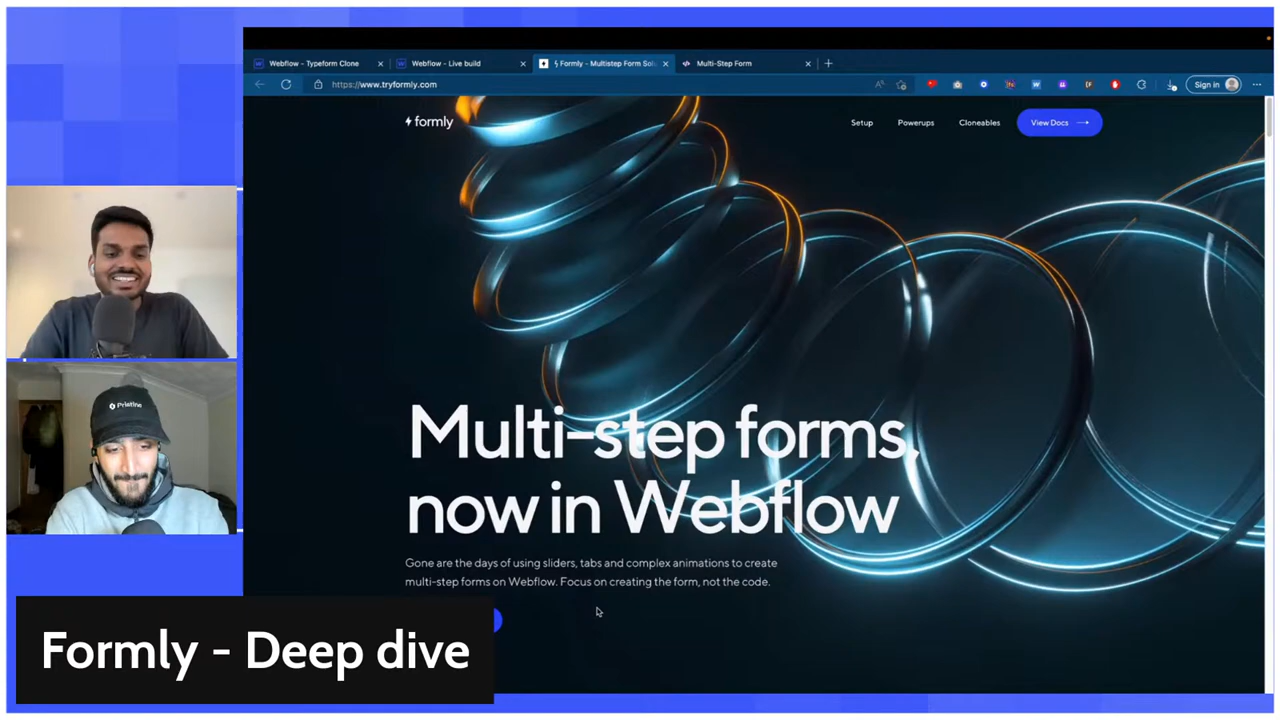 Webflow - Typeform Clone
Webflow - Live build
Formly - Multistep Form Solu
Multi-Step Form
https://www.tryformly.com
Sign in
formly
Setup
Powerups
Cloneables
View Docs
Pristine
Multi-step forms,
now in Webflow
Gone are the days of using sliders, tabs and complex animations to create
multi-step forms on Webflow. Focus on creating the form, not the code.
Formly - Deep dive